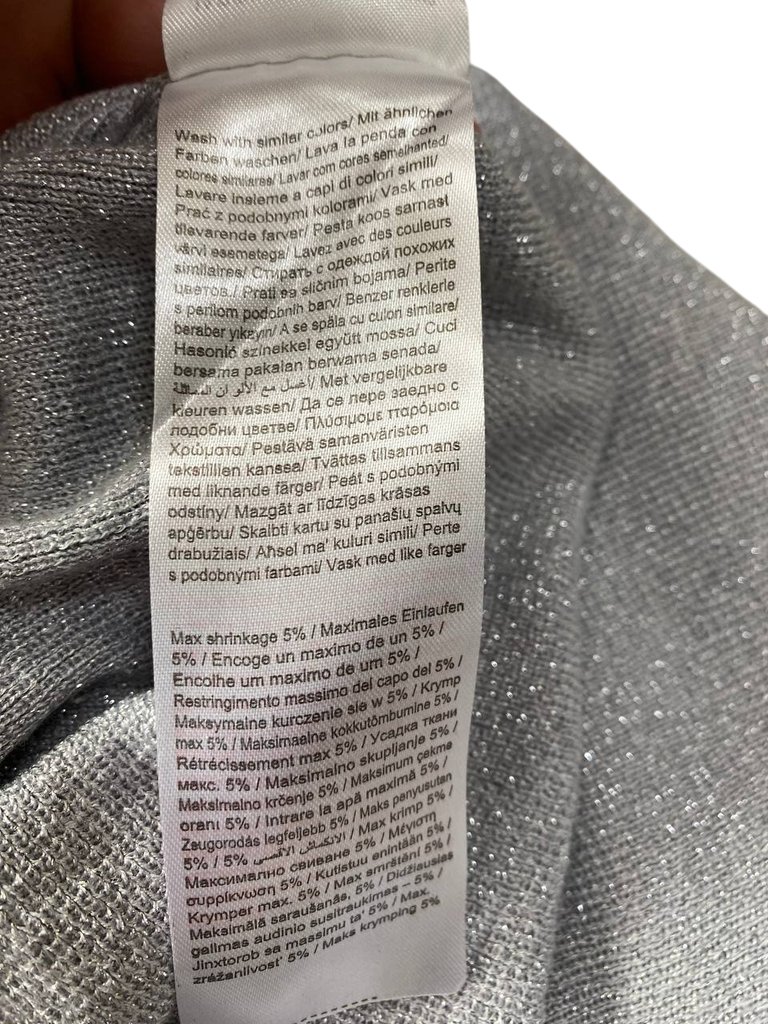 Wash with similar colors/ Mit ähnlichen
Farben waschen/ Lava la penda con
colores similares/ Lavar com cores semelhantes/
Lavare insieme a capi di colori simili/
Prać z podobnymi kolorami/ Vask med
tilsvarende farver/ Pesta koos sarnast
värvi esemetega/ Lavez avec des couleurs
similaires/ Стирать с одеждой похожих
цветов./ Prati sa sličnim bojama/ Perite
s perilom podobnih barv/ Benzer renklerle
beraber yıkayın/ A se spăla cu culori similare/
Hasonló színekkel együtt mossa/ Cuci
bersama pakaian berwarna senada/
اغسل مع الألوان / Met vergelijkbare
kleuren wassen/ Да се пере заедно с
подобни цветве/ Πλύσιμομε παρόμοια
Χρώματα/ Pestävä samanväristen
tekstiilien kanssa/ Tvättas tillsammans
med liknande färger/ Peát s podobnými
odstíny/ Mazgāt ar līdzīgas krāsas
apģērbu/ Skalbti kartu su panašių spalvų
drabužiais/ Aħsel ma' kuluri simili/ Perte
s podobnými farbami/ Vask med like farger
Max shrinkage 5% / Maximales Einlaufen
5% / Encoge un maximo de un 5% /
Encolhe um maximo de um 5% /
Restringimento massimo del capo del 5% /
Maksymalne kurczenie sie w 5% / Krymp
max 5% / Maksimaalne kokkutõmbumine 5% /
Rétrécissement max 5% / Усадка ткани
макс. 5% / Maksimalno skupljanje 5% /
Maksimalno krčenje 5% / Maksimum çekme
oranı 5% / Intrare la apă maximă 5% /
Zsugorodás legfeljebb 5% / Maks penyusutan
5% / 5% الانكماش الأقصى / Max krimp 5% /
Максимално свиване 5% / Μέγιστη
συρρίκνωση 5% / Kutistuu enintään 5% /
Krymper max. 5% / Max smrštění 5% /
Maksimālā saraušanās. 5% / Didžiausias
galimas audinio susitraukimas – 5% /
Jinxtorob sa massimu ta' 5% / Max.
zrážanlivosť 5% / Maks krymping 5%